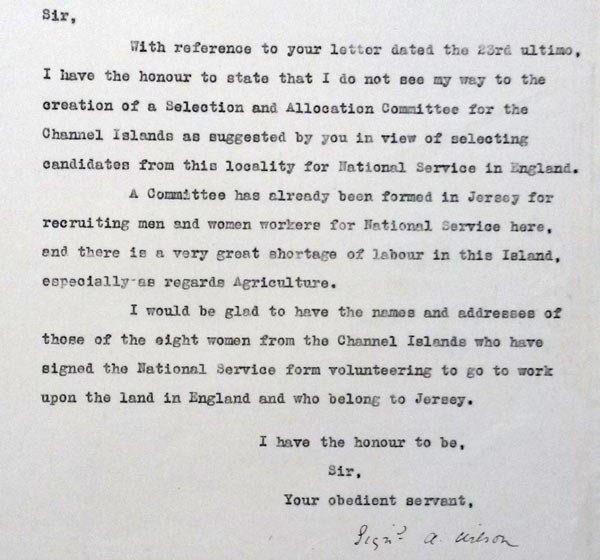 Sir,
With reference to your letter dated the 23rd ultimo,
I have the honour to state that I do not see my way to the
creation of a Selection and Allocation Committee for the
Channel Islands as suggested by you in view of selecting
candidates from this locality for National Service in England.
A Committee has already been formed in Jersey for
recruiting men and women workers for National Service here,
and there is a very great shortage of labour in this Island,
especially-as regards Agriculture.
I would be glad to have the names and addresses of
those of the eight women from the Channel Islands who have
signed the National Service form volunteering to go to work
upon the land in England and who belong to Jersey.
I have the honour to be,
Sir,
Your obedient servant,
Signd. A. Wilson